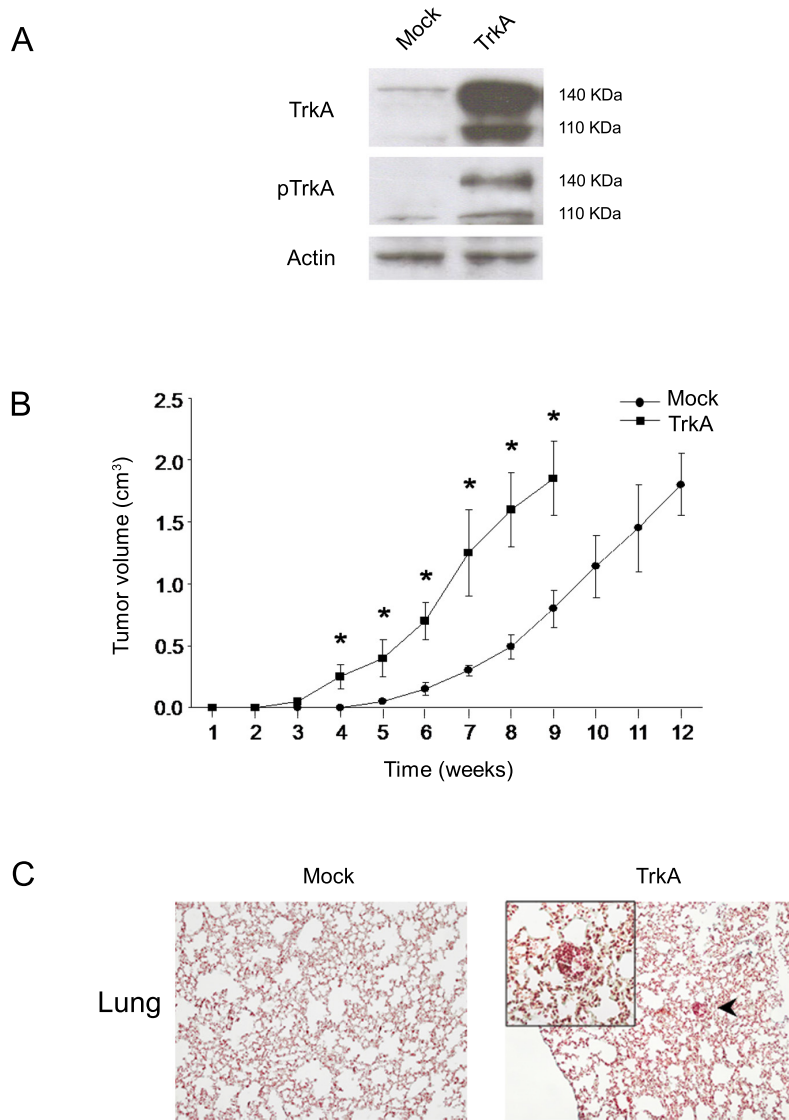 A
Mock TrkA
TrkA
140 KDa
110 KDa
pTrkA
140 KDa
110 KDa
Actin
B
Tumor volume (cm³)
2.5
2.0
1.5
1.0
0.5
0.0
* * * * * *
Mock
TrkA
1 2 3 4 5 6 7 8 9 10 11 12
Time (weeks)
C
Mock TrkA
Lung